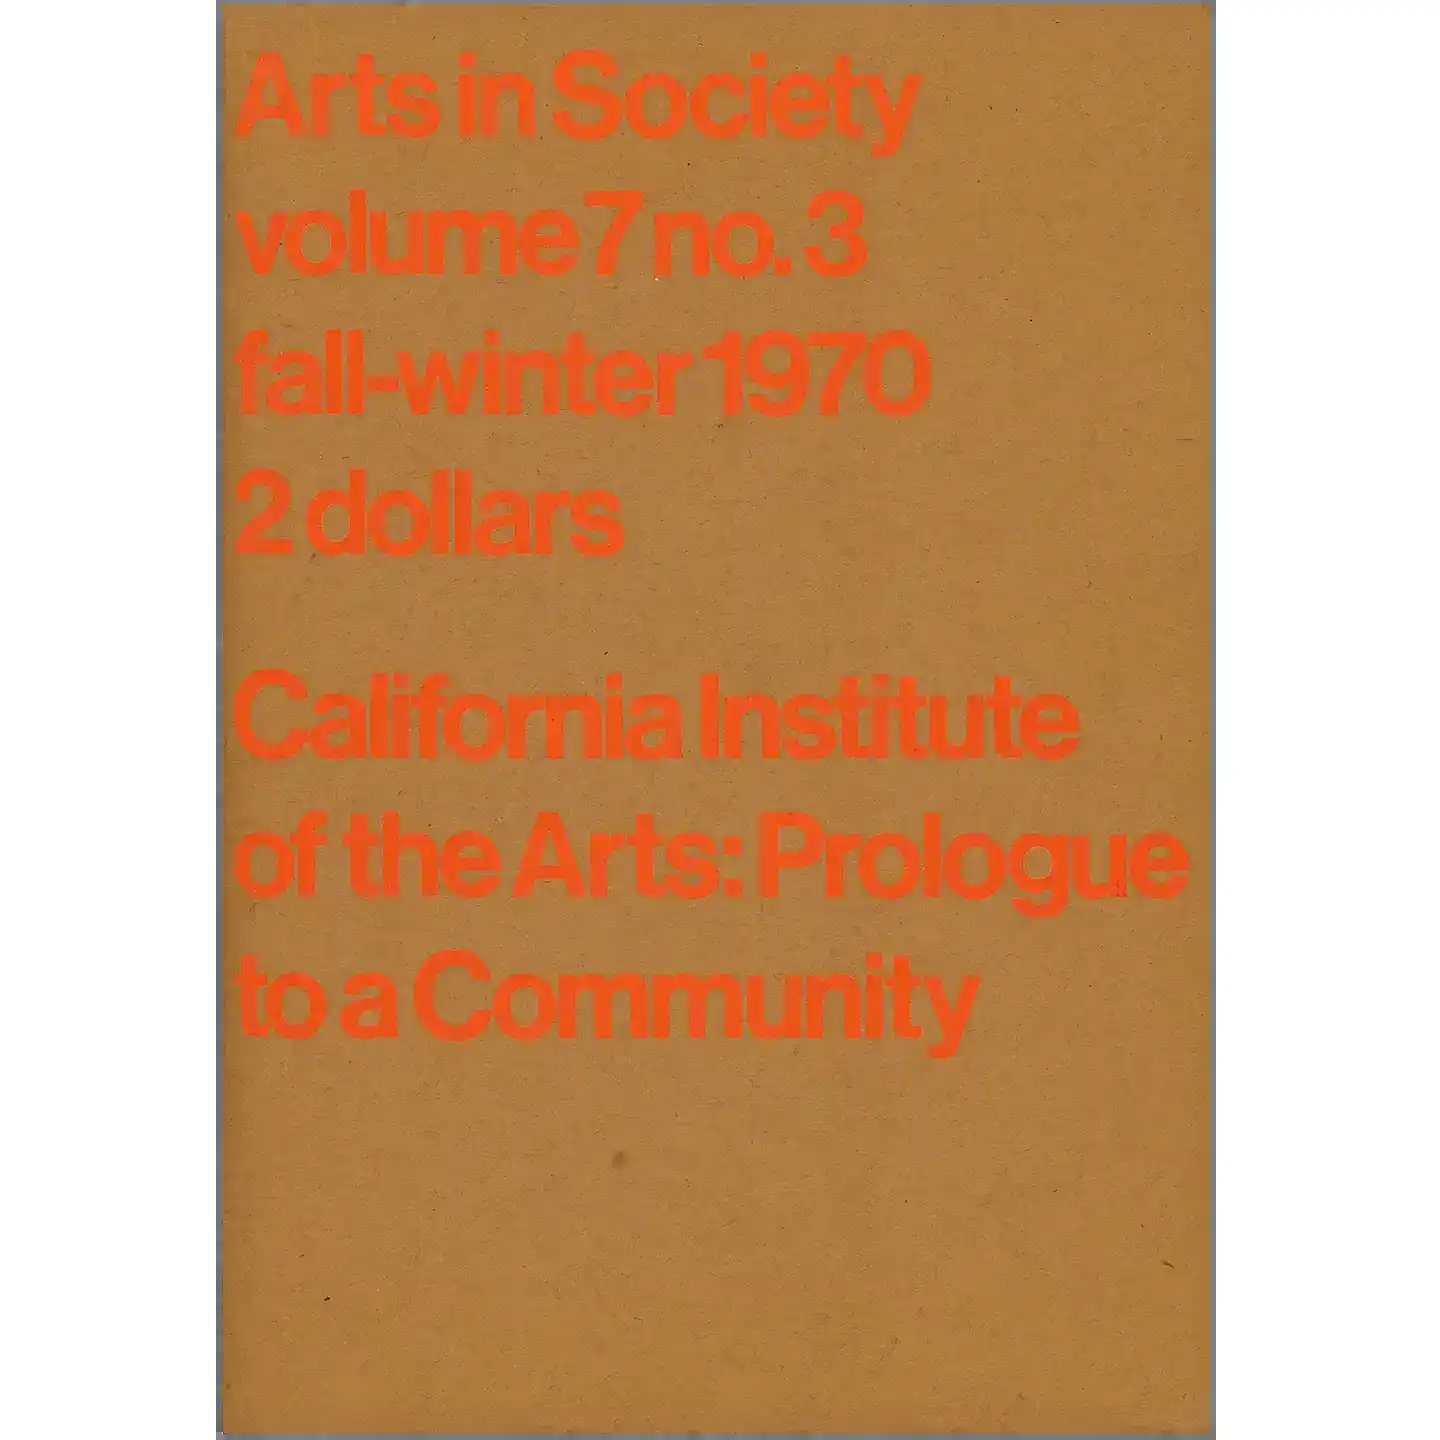 Arts in Society
volume 7 no. 3
fall-winter 1970
2 dollars
California Institute
of the Arts: Prologue
to a Community